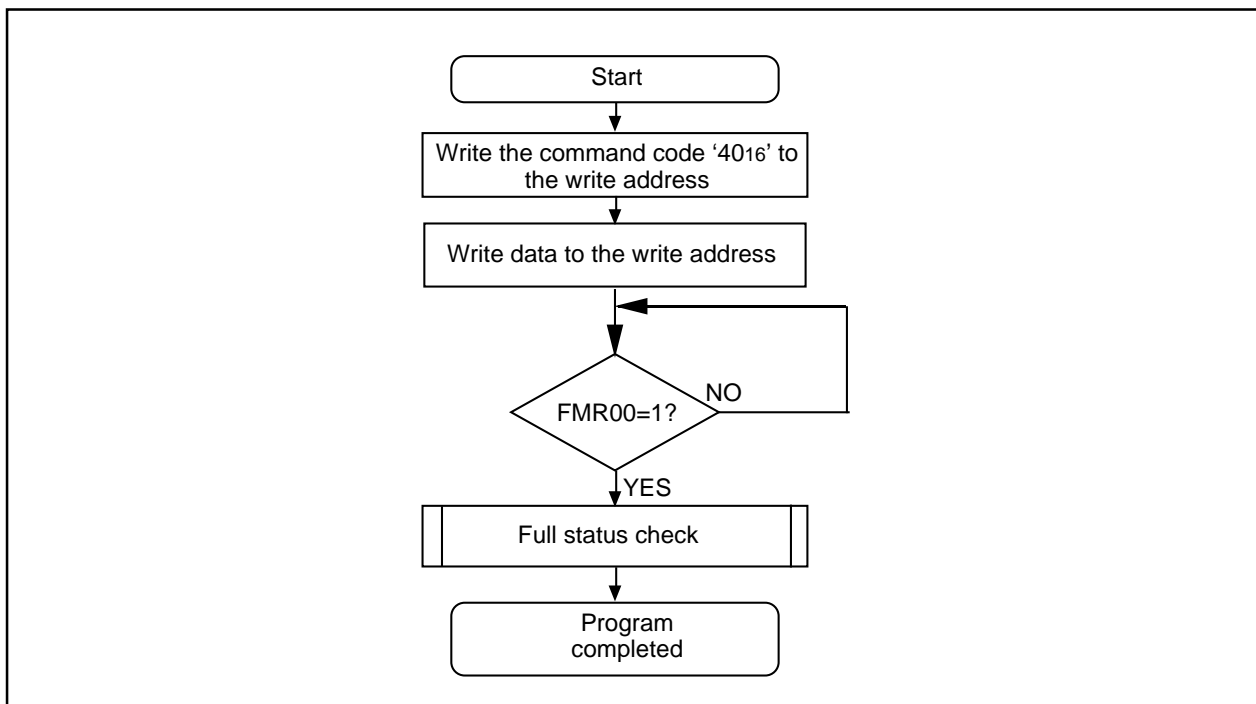 Start
Write the command code ‘4016’ to
the write address
Write data to the write address
NO
FMR00=1?
YES
Full status check
Program
completed